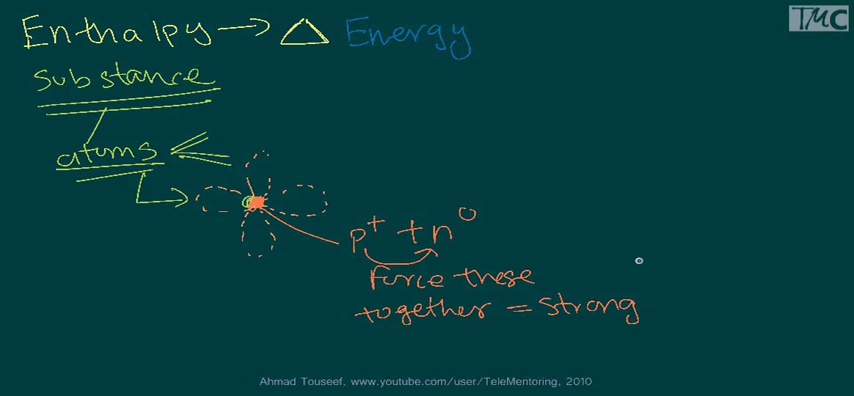 Enthalpy → △ Energy
TMC
substance
atoms
p⁺ + n⁰
Force these
together = strong
Ahmad Touseef, www.youtube.com/user/TeleMentoring, 2010